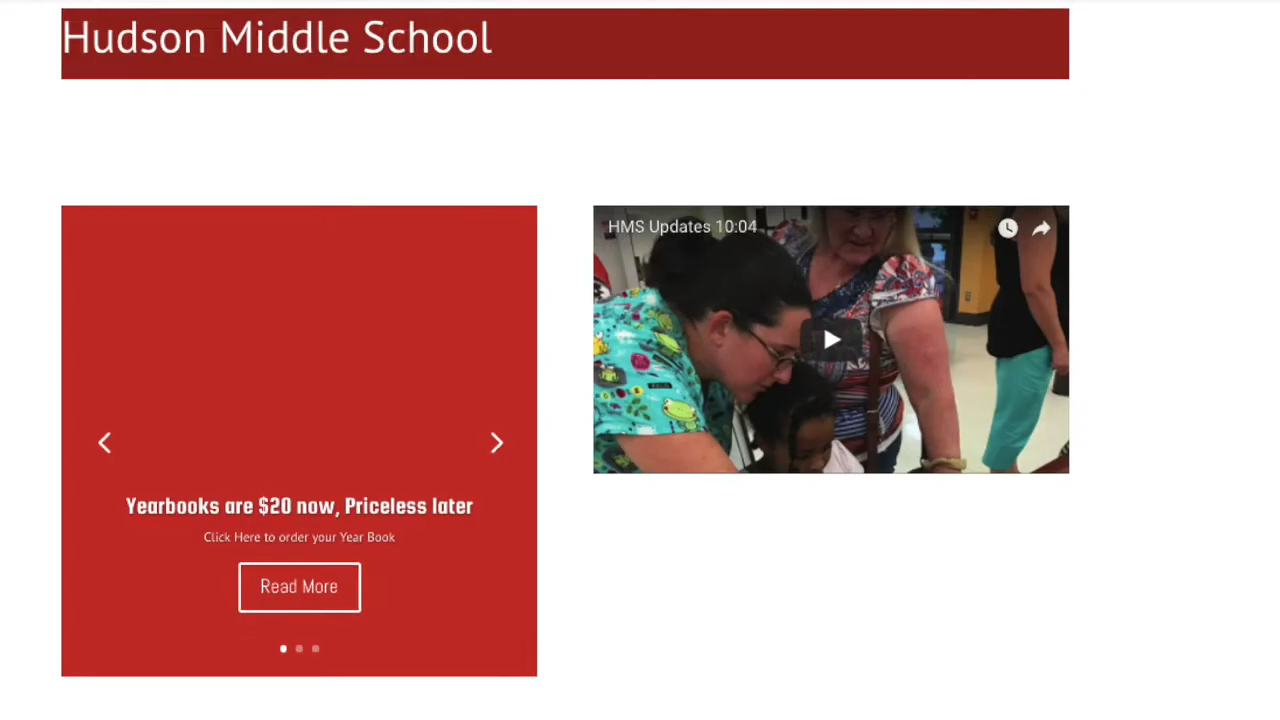 Hudson Middle School
HMS Updates 10:04
Yearbooks are $20 now, Priceless later
Click Here to order your Year Book
Read More